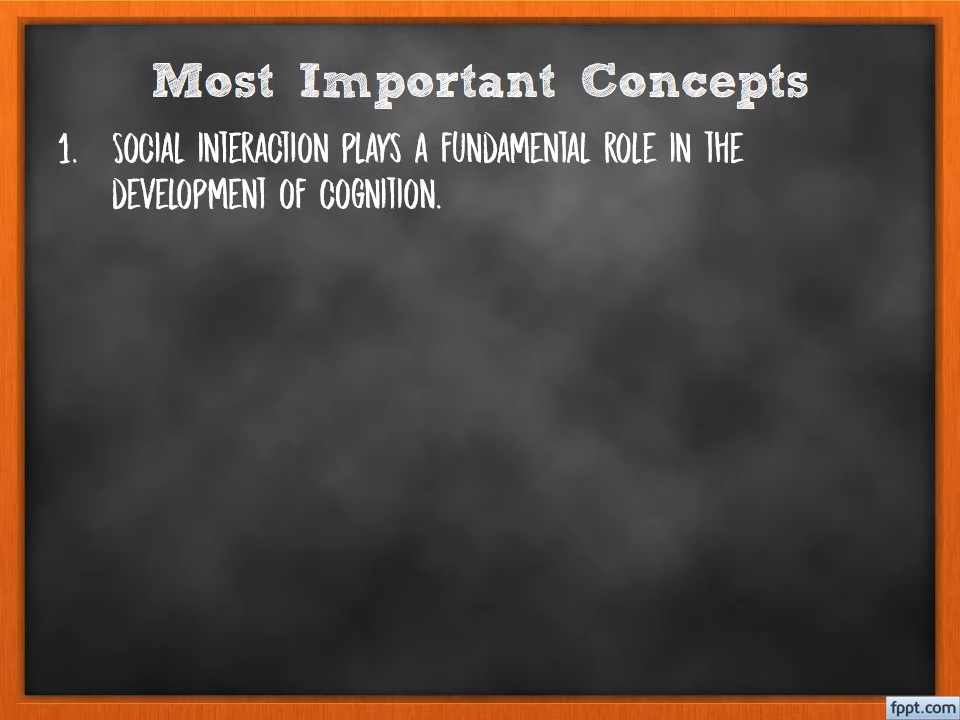 Most Important Concepts
1. SOCIAL INTERACTION PLAYS A FUNDAMENTAL ROLE IN THE
DEVELOPMENT OF COGNITION.
fppt.com